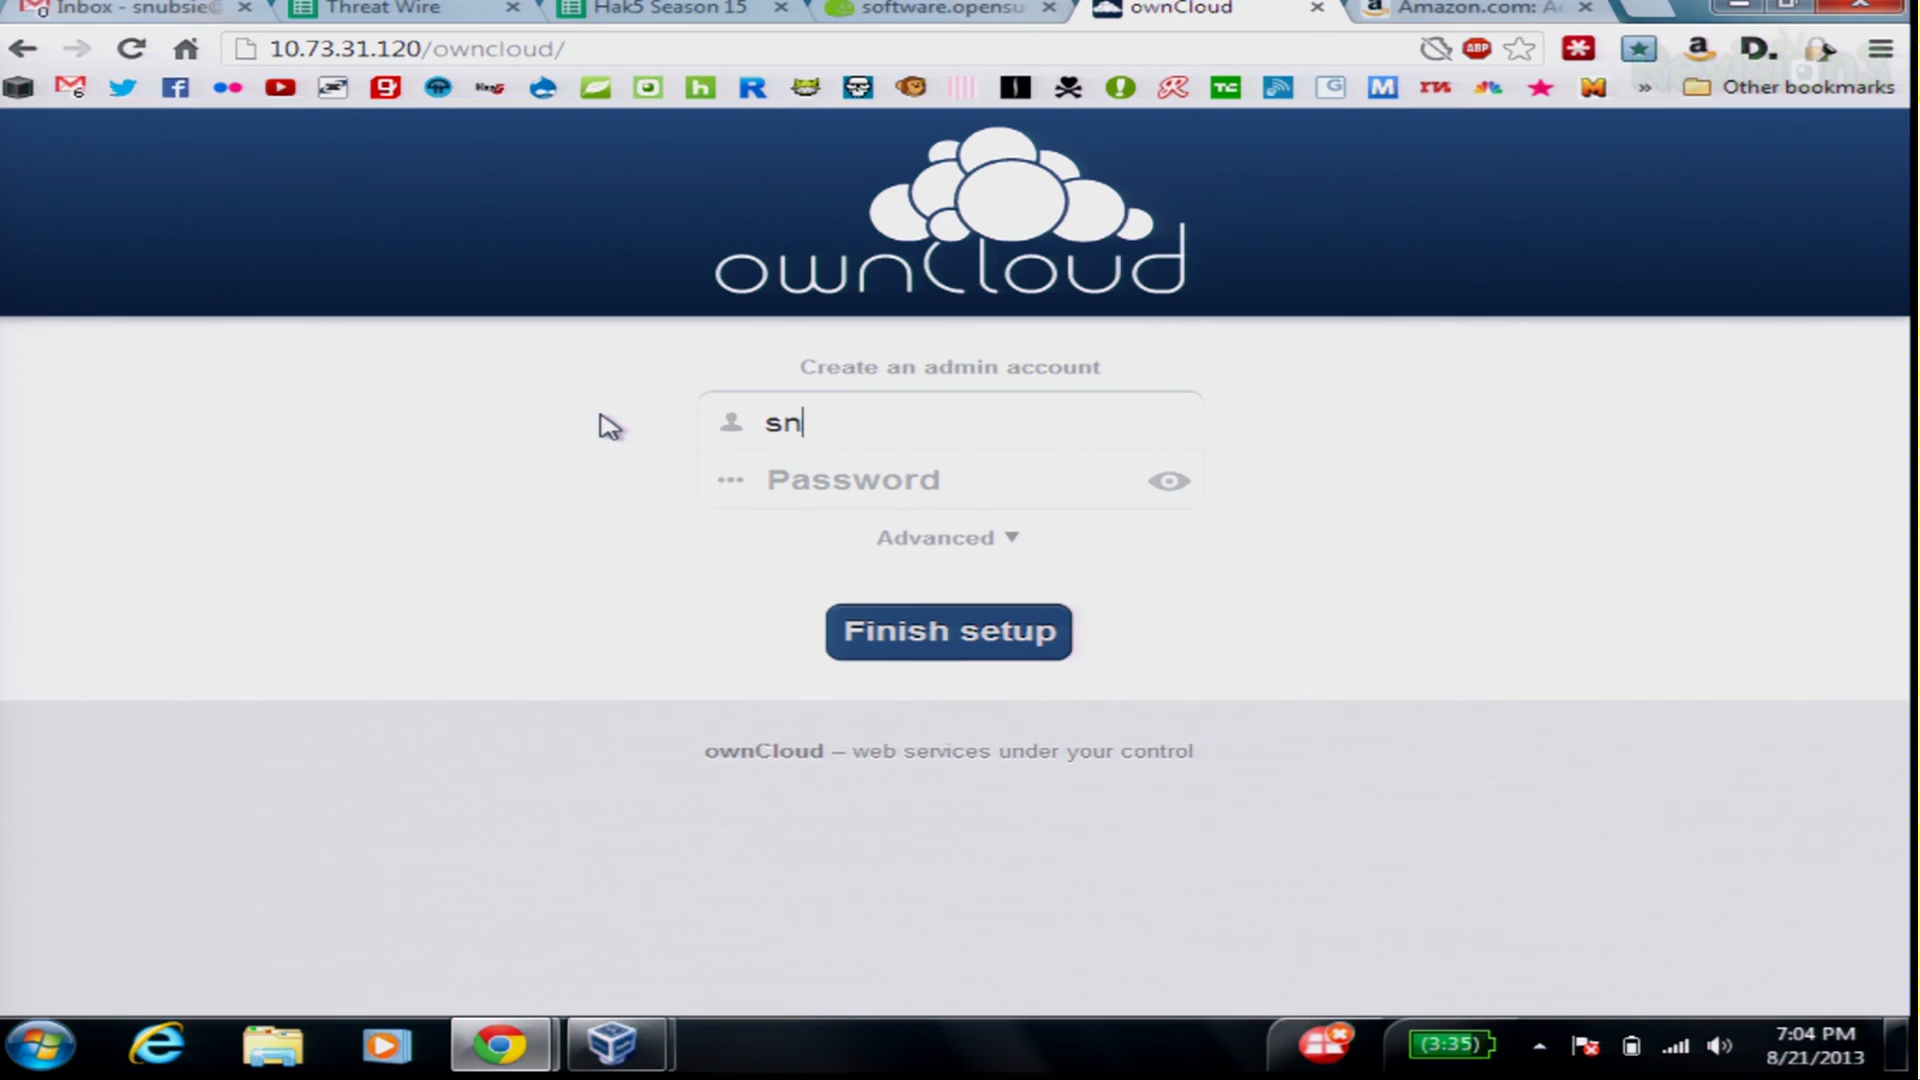 Inbox - snubsie@
Threat Wire
Hak5 Season 15
software.opensu
ownCloud
Amazon.com: Ac
10.73.31.120/owncloud/
ABP
a
D.
Other bookmarks
ownCloud
Create an admin account
sn
Password
Advanced
Finish setup
ownCloud – web services under your control
(3:35)
7:04 PM
8/21/2013